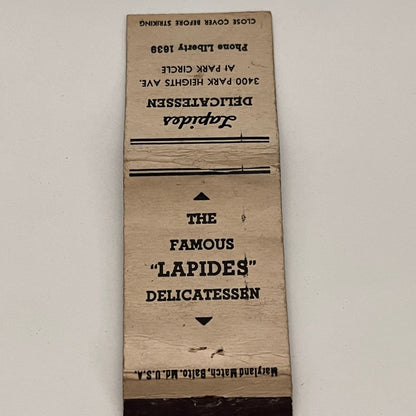 CLOSE COVER BEFORE STRIKING
Phone LIberty 1639
At PARK CIRCLE
3400 PARK HEIGHTS AVE.
DELICATESSEN
Lapides
THE
FAMOUS
"LAPIDES"
DELICATESSEN
Maryland Match, Balto. Md. U.S.A.